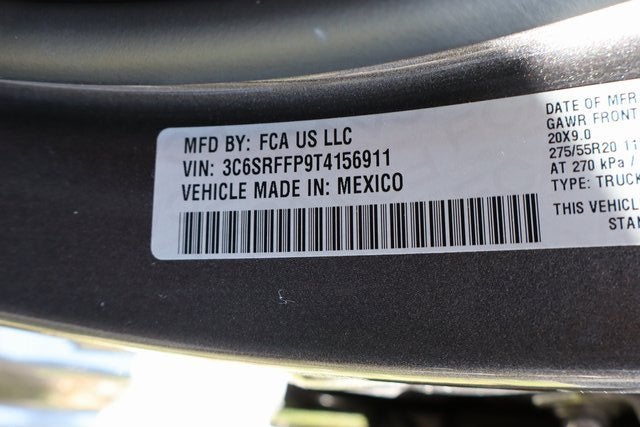 MFD BY: FCA US LLC
VIN: 3C6SRFFP9T4156911
VEHICLE MADE IN: MEXICO
DATE OF MFR
GAWR FRONT
20X9.0
275/55R20 11
AT 270 kPa /
TYPE: TRUCK
THIS VEHICL
STAN